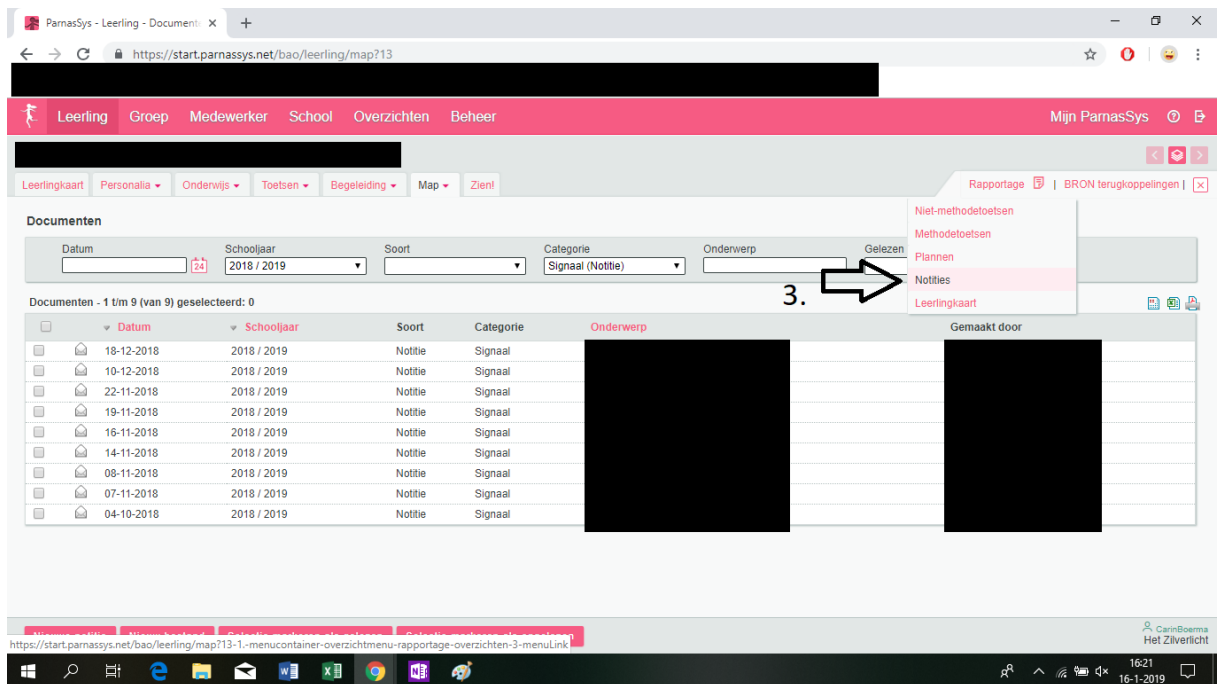 ParnasSys - Leerling - Document
https://start.parnassys.net/bao/leerling/map?13
Leerling Groep Medewerker School Overzichten Beheer Mijn ParnasSys
Leerlingkaart Personalia Onderwijs Toetsen Begeleiding Map Zien! Rapportage | BRON terugkoppelingen |
Niet-methodetoetsen
Methodetoetsen
Plannen
Notities
Leerlingkaart
Documenten
Datum Schooljaar Soort Categorie Onderwerp Gelezen
24 2018 / 2019 Signaal (Notitie)
3.
Documenten - 1 t/m 9 (van 9) geselecteerd: 0
Datum Schooljaar Soort Categorie Onderwerp Gemaakt door
18-12-2018 2018 / 2019 Notitie Signaal
10-12-2018 2018 / 2019 Notitie Signaal
22-11-2018 2018 / 2019 Notitie Signaal
19-11-2018 2018 / 2019 Notitie Signaal
16-11-2018 2018 / 2019 Notitie Signaal
14-11-2018 2018 / 2019 Notitie Signaal
08-11-2018 2018 / 2019 Notitie Signaal
07-11-2018 2018 / 2019 Notitie Signaal
04-10-2018 2018 / 2019 Notitie Signaal
CarinBoerma
Het Zilverlicht
https://start.parnassys.net/bao/leerling/map?13-1.-menucontainer-overzichtmenu-rapportage-overzichten-3-menuLink
16:21
16-1-2019